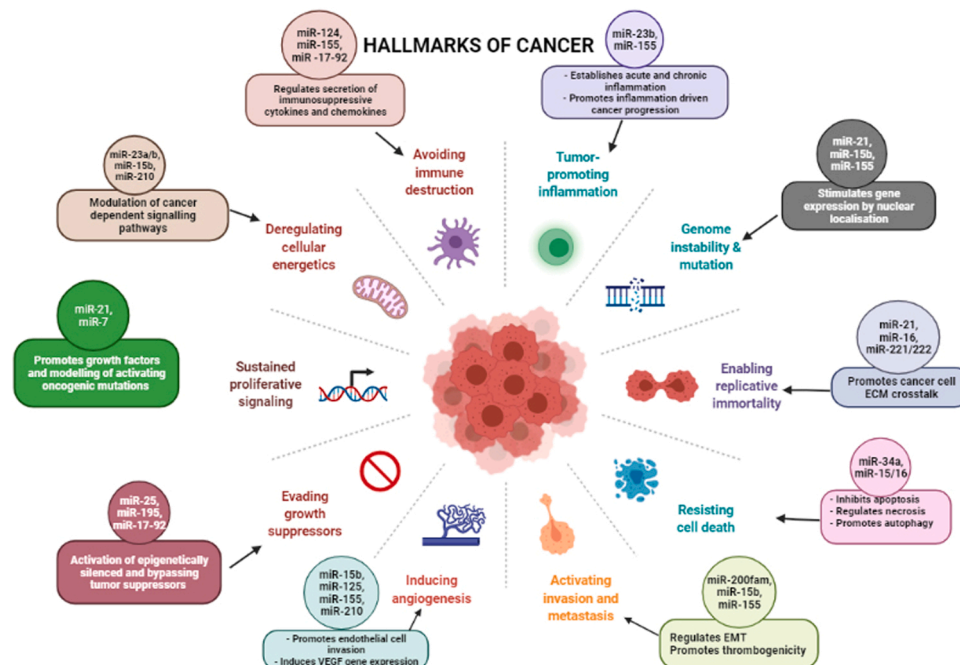 HALLMARKS OF CANCER
miR-124,
miR-155,
miR -17-92
Regulates secretion of
immunosuppressive
cytokines and chemokines
Avoiding
immune
destruction
miR-23b,
miR-155
- Establishes acute and chronic
inflammation
- Promotes inflammation driven
cancer progression
Tumor-
promoting
inflammation
miR-21,
miR-15b,
miR-155
Stimulates gene
expression by nuclear
localisation
Genome
instability &
mutation
miR-21,
miR-16,
miR-221/222
Promotes cancer cell
ECM crosstalk
Enabling
replicative
immortality
miR-34a,
miR-15/16
- Inhibits apoptosis
- Regulates necrosis
- Promotes autophagy
Resisting
cell death
miR-200fam,
miR-15b,
miR-155
Regulates EMT
Promotes thrombogenicity
Activating
invasion and
metastasis
miR-15b,
miR-125,
miR-155,
miR-210
- Promotes endothelial cell
invasion
- Induces VEGF gene expression
Inducing
angiogenesis
miR-25,
miR-195,
miR-17-92
Activation of epigenetically
silenced and bypassing
tumor suppressors
Evading
growth
suppressors
miR-21,
miR-7
Promotes growth factors
and modelling of activating
oncogenic mutations
Sustained
proliferative
signaling
miR-23a/b,
miR-15b,
miR-210
Modulation of cancer
dependent signalling
pathways
Deregulating
cellular
energetics